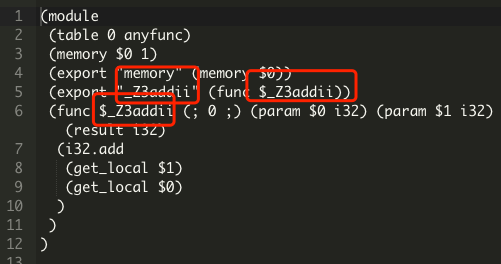 1 (module
2 (table 0 anyfunc)
3 (memory $0 1)
4 (export "memory" (memory $0))
5 (export "_Z3addii" (func $_Z3addii))
6 (func $_Z3addii (; 0 ;) (param $0 i32) (param $1 i32)
(result i32)
7 (i32.add
8 (get_local $1)
9 (get_local $0)
10 )
11 )
12 )